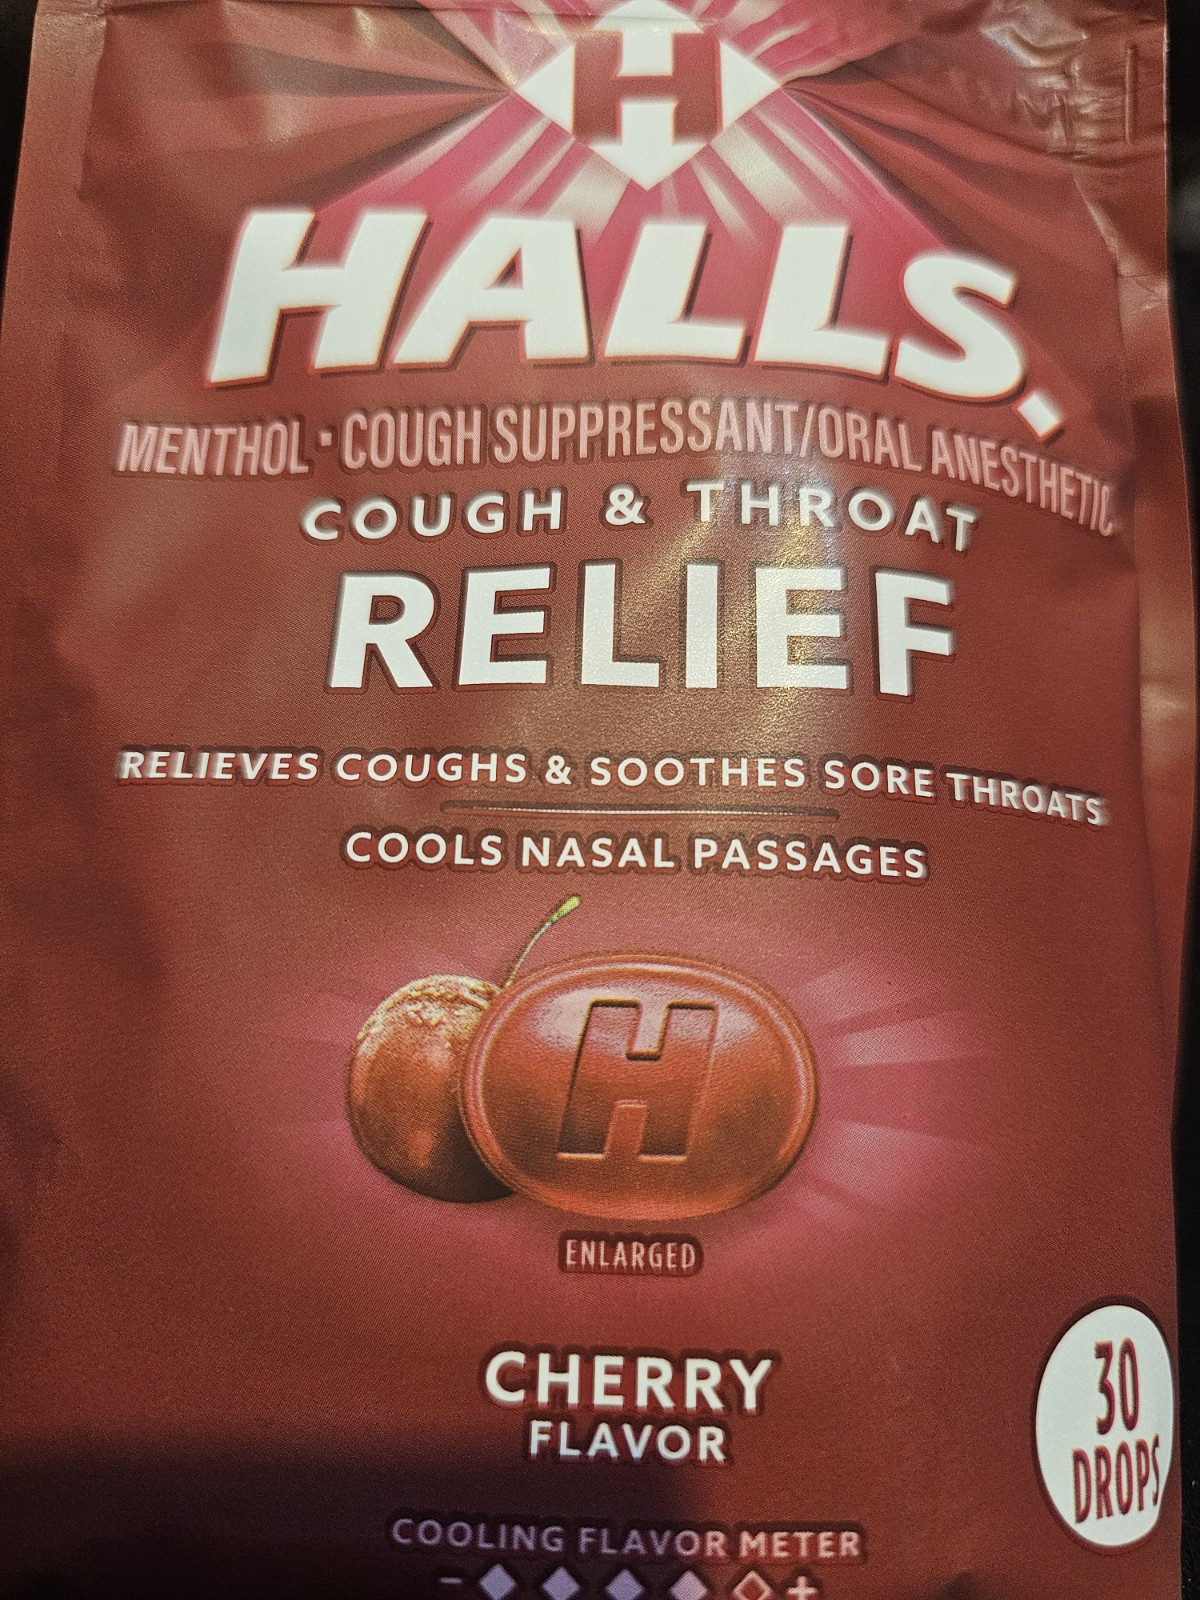 H
HALLS.
MENTHOL • COUGH SUPPRESSANT/ORAL ANESTHETIC
COUGH & THROAT
RELIEF
RELIEVES COUGHS & SOOTHES SORE THROATS
COOLS NASAL PASSAGES
H
ENLARGED
CHERRY
FLAVOR
30
DROPS
COOLING FLAVOR METER
− +